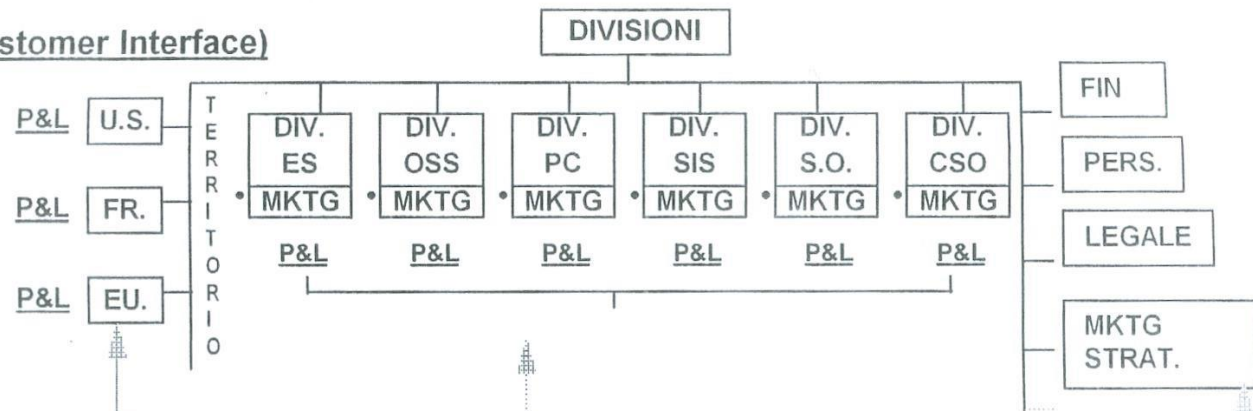 stomer Interface)
DIVISIONI
P&L U.S.
P&L FR.
P&L EU.
TERRITORIO
DIV. ES
MKTG
P&L
DIV. OSS
• MKTG
P&L
DIV. PC
• MKTG
P&L
DIV. SIS
• MKTG
P&L
DIV. S.O.
• MKTG
P&L
DIV. CSO
• MKTG
P&L
FIN
PERS.
LEGALE
MKTG
STRAT.